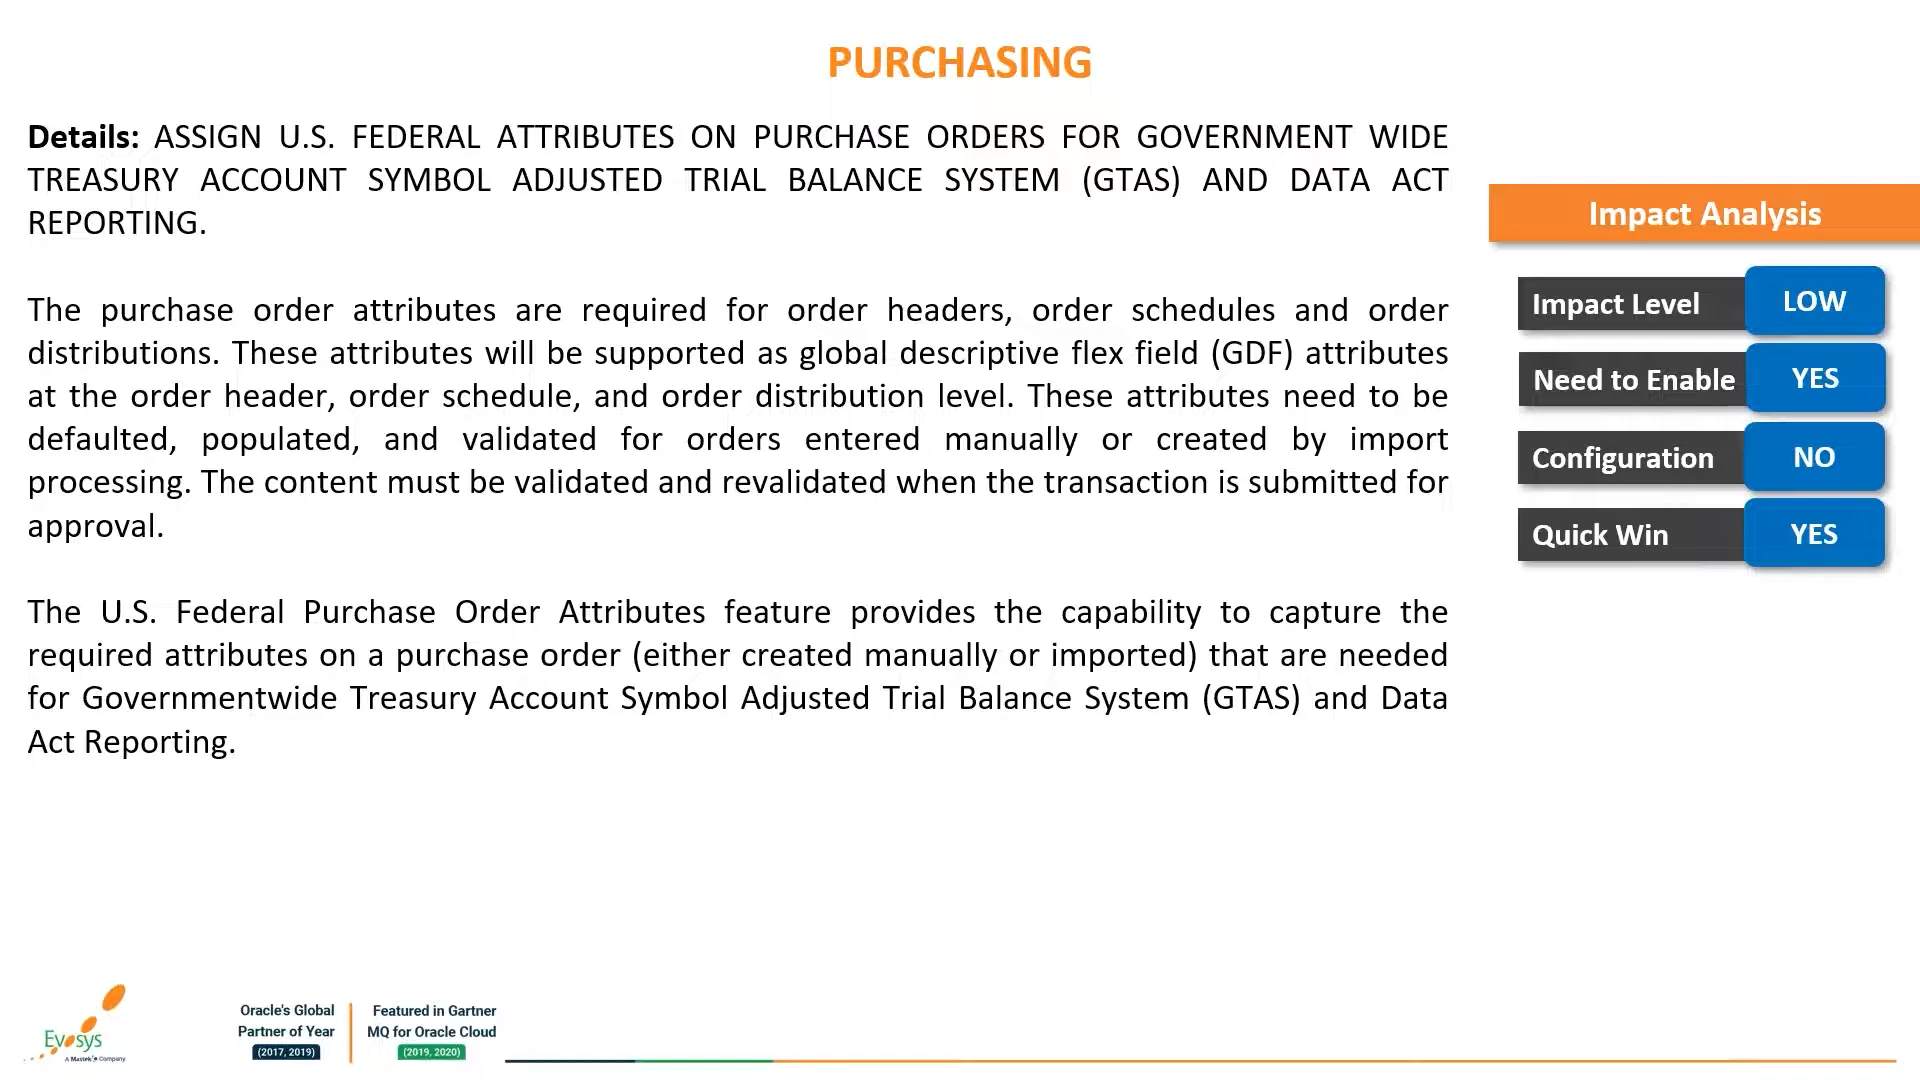 PURCHASING
Details: ASSIGN U.S. FEDERAL ATTRIBUTES ON PURCHASE ORDERS FOR GOVERNMENT WIDE
TREASURY ACCOUNT SYMBOL ADJUSTED TRIAL BALANCE SYSTEM (GTAS) AND DATA ACT
REPORTING.
The purchase order attributes are required for order headers, order schedules and order
distributions. These attributes will be supported as global descriptive flex field (GDF) attributes
at the order header, order schedule, and order distribution level. These attributes need to be
defaulted, populated, and validated for orders entered manually or created by import
processing. The content must be validated and revalidated when the transaction is submitted for
approval.
The U.S. Federal Purchase Order Attributes feature provides the capability to capture the
required attributes on a purchase order (either created manually or imported) that are needed
for Governmentwide Treasury Account Symbol Adjusted Trial Balance System (GTAS) and Data
Act Reporting.
Impact Analysis
Impact Level LOW
Need to Enable YES
Configuration NO
Quick Win YES
Evosys
A Mastek Company
Oracle's Global
Partner of Year
(2017, 2019)
Featured in Gartner
MQ for Oracle Cloud
(2019, 2020)